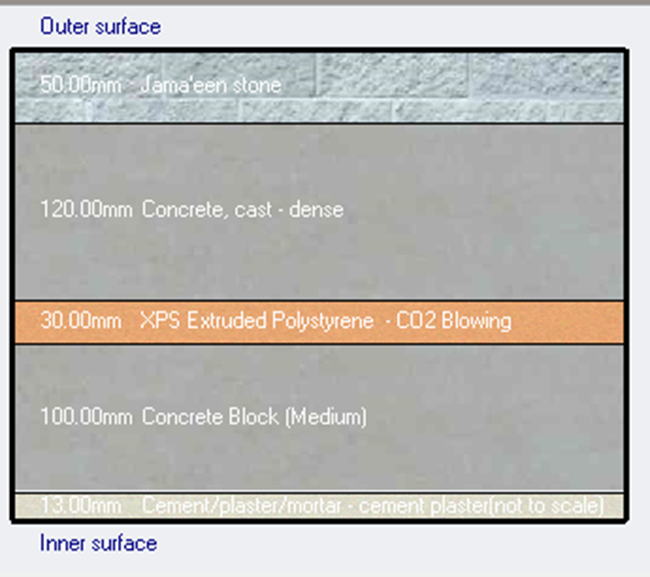 Outer surface
50.00mm Jama'een stone
120.00mm Concrete, cast - dense
30.00mm XPS Extruded Polystyrene - CO2 Blowing
100.00mm Concrete Block (Medium)
13.00mm Cement/plaster/mortar - cement plaster(not to scale)
Inner surface